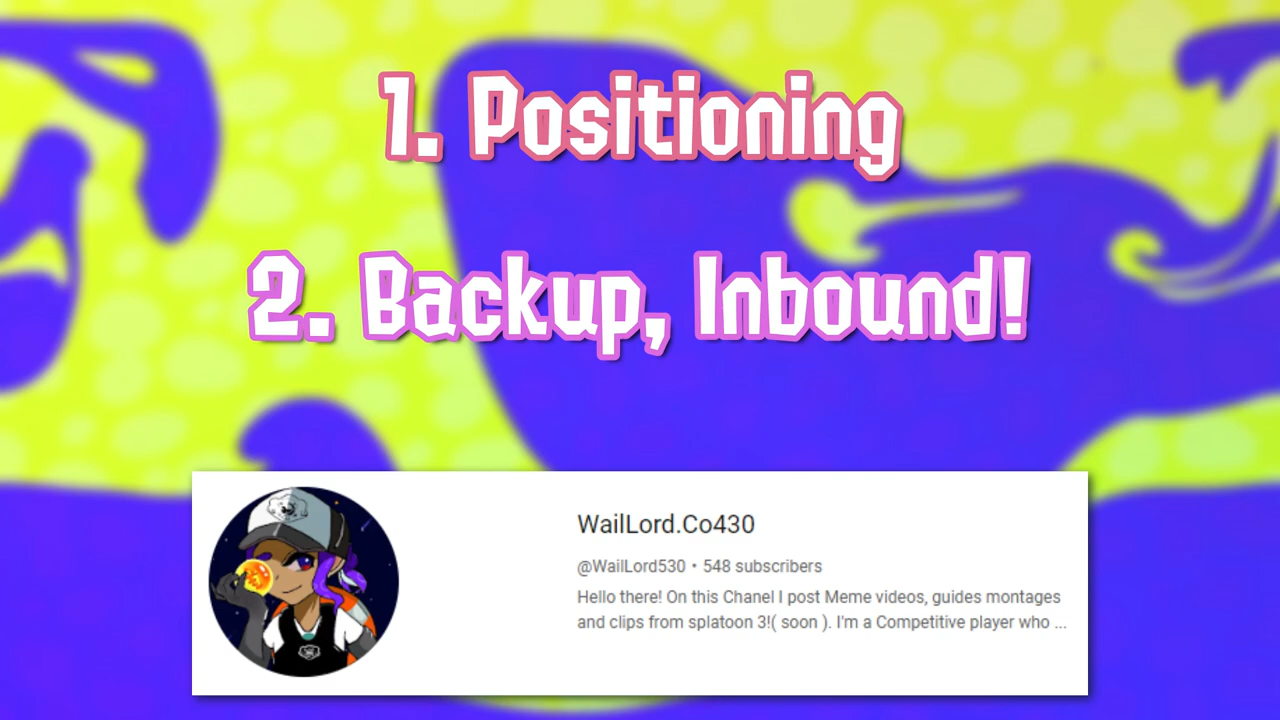 1. Positioning
2. Backup, Inbound!
WailLord.Co430
@WailLord530 • 548 subscribers
Hello there! On this Chanel I post Meme videos, guides montages
and clips from splatoon 3!( soon ). I'm a Competitive player who ...